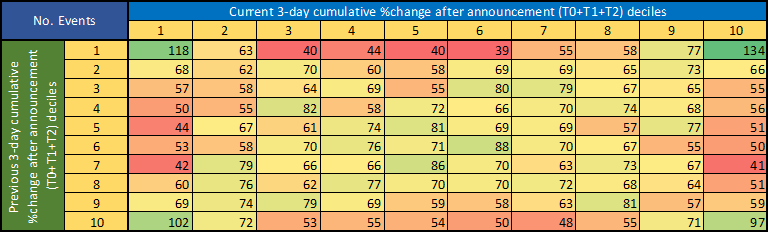 No. Events
Current 3-day cumulative %change after announcement (T0+T1+T2) deciles
1 2 3 4 5 6 7 8 9 10
Previous 3-day cumulative
%change after announcement
(T0+T1+T2) deciles
1 118 63 40 44 40 39 55 58 77 134
2 68 62 70 60 58 69 69 65 73 66
3 57 58 64 69 55 80 79 67 65 55
4 50 55 82 58 72 66 70 74 68 56
5 44 67 61 74 81 69 69 57 77 51
6 53 58 70 76 71 88 70 67 55 50
7 42 79 66 66 86 70 63 73 67 41
8 60 76 62 77 70 70 72 68 64 51
9 69 74 79 69 59 58 63 81 57 59
10 102 72 53 55 54 50 48 55 71 97